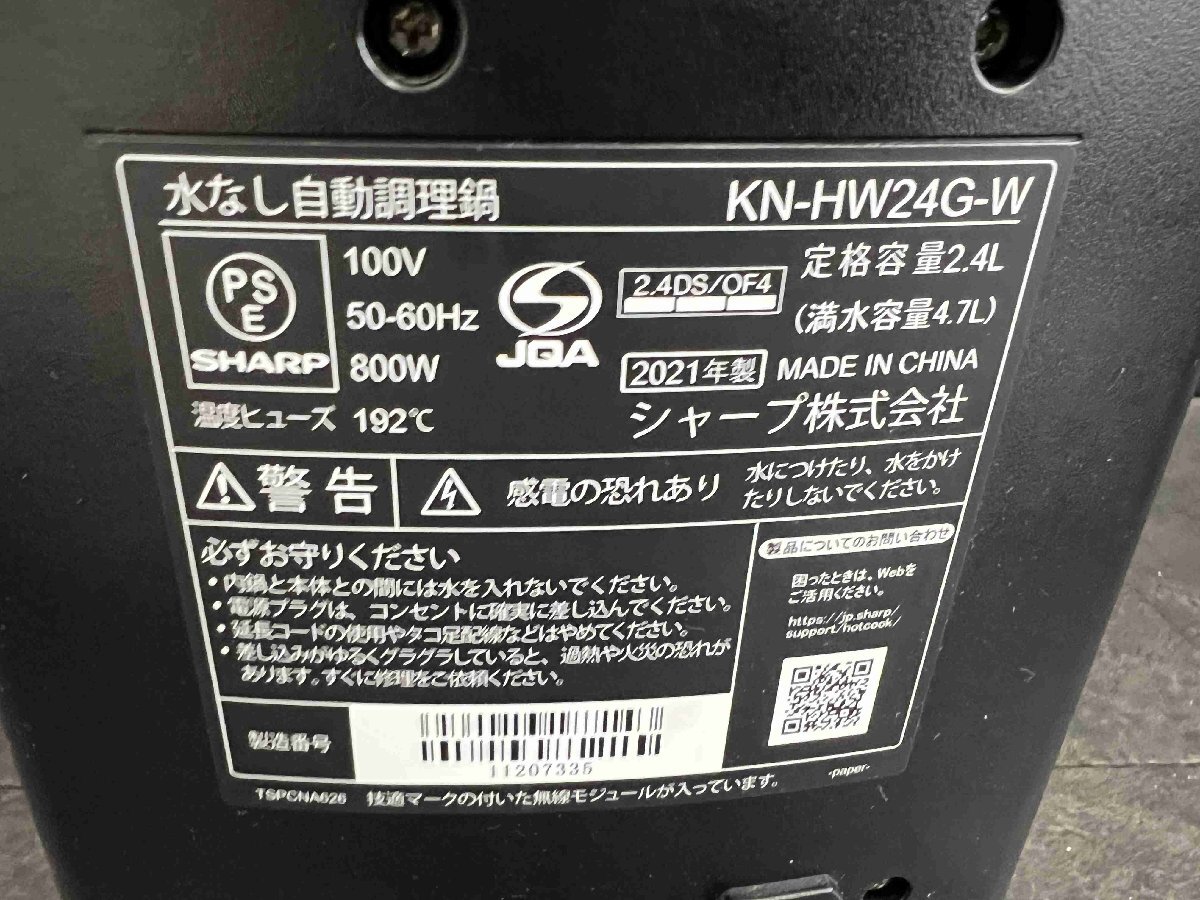 水なし自動調理鍋
KN-HW24G-W
PS
E
SHARP
100V
50-60Hz
800W
JQA
2.4DS/OF4
定格容量2.4L
(満水容量4.7L)
2021年製
MADE IN CHINA
温度ヒューズ 192℃
シャープ株式会社
警告
感電の恐れあり
水につけたり、水をかけ
たりしないでください。
必ずお守りください
・内鍋と本体との間には水を入れないでください。
・電源プラグは、コンセントに確実に差し込んでください。
・延長コードの使用やタコ足配線などはやめてください。
・差し込みがゆるくグラグラしていると、過熱や火災の恐れが
あります。すぐに修理をご依頼ください。
製品についてのお問い合わせ
困ったときは、Webを
ご活用ください。
https://jp.sharp/
support/hotcook/
製造番号
11207335
TSPCNA626
技適マークの付いた無線モジュールが入っています。
-paper-